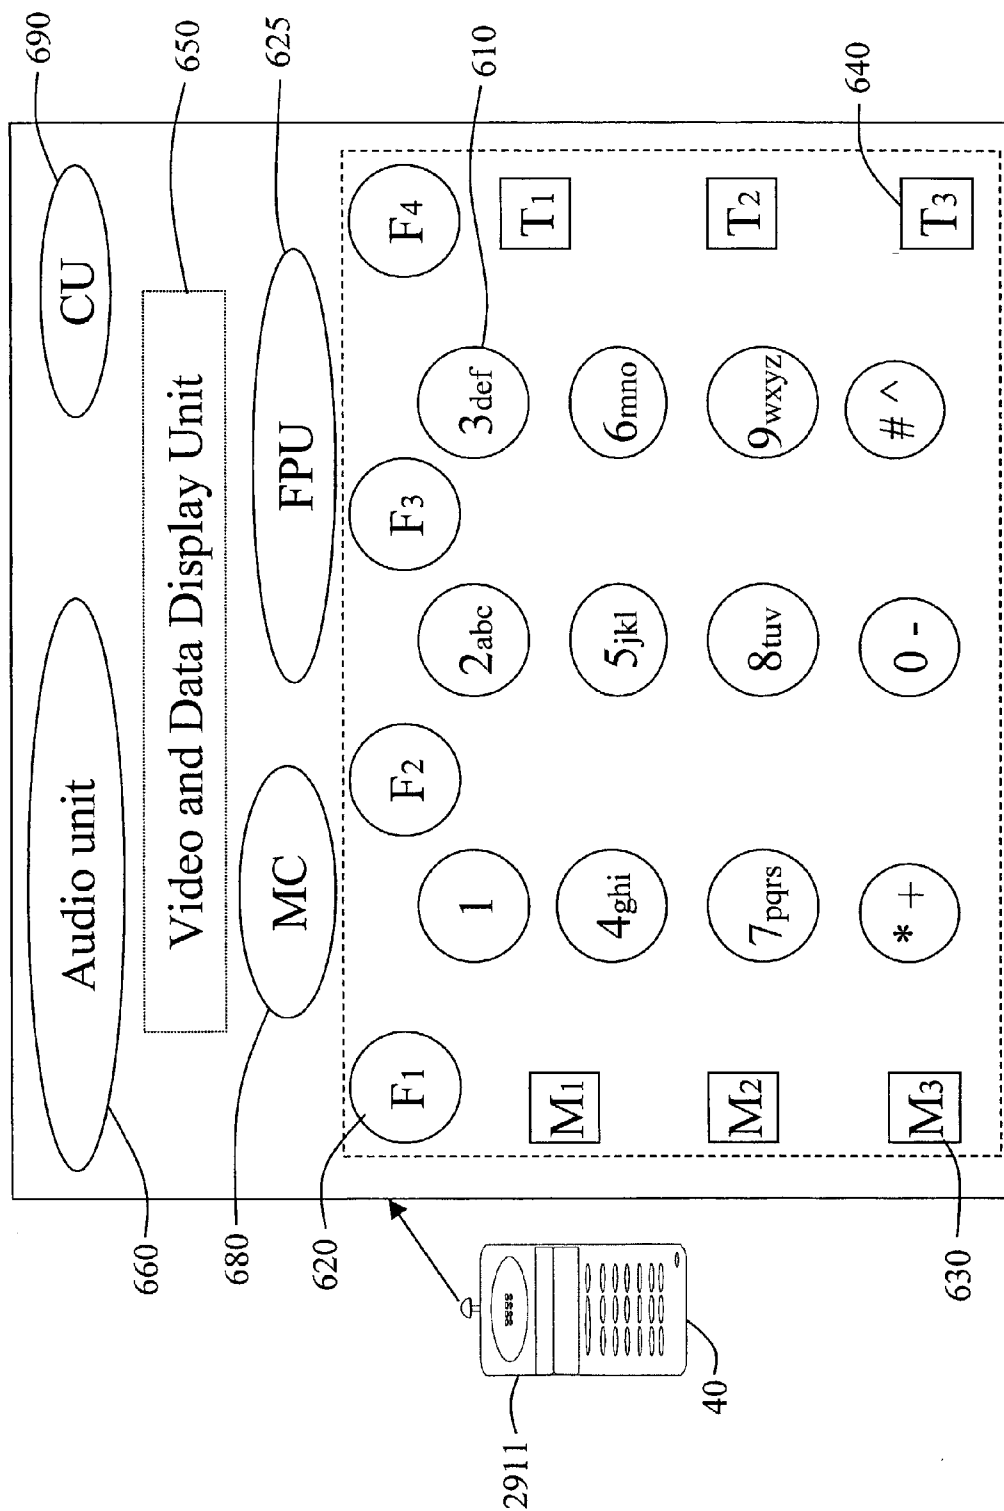 Audio unit
CU
690
Video and Data Display Unit
650
660
MC
FPU
625
680
F1
F2
F3
F4
620
1
2abc
3def
610
M1
4ghi
5jkl
6mno
T1
M2
7pqrs
8tuv
9wxyz
T2
M3
* +
0 -
# ^
T3
640
630
2911
40